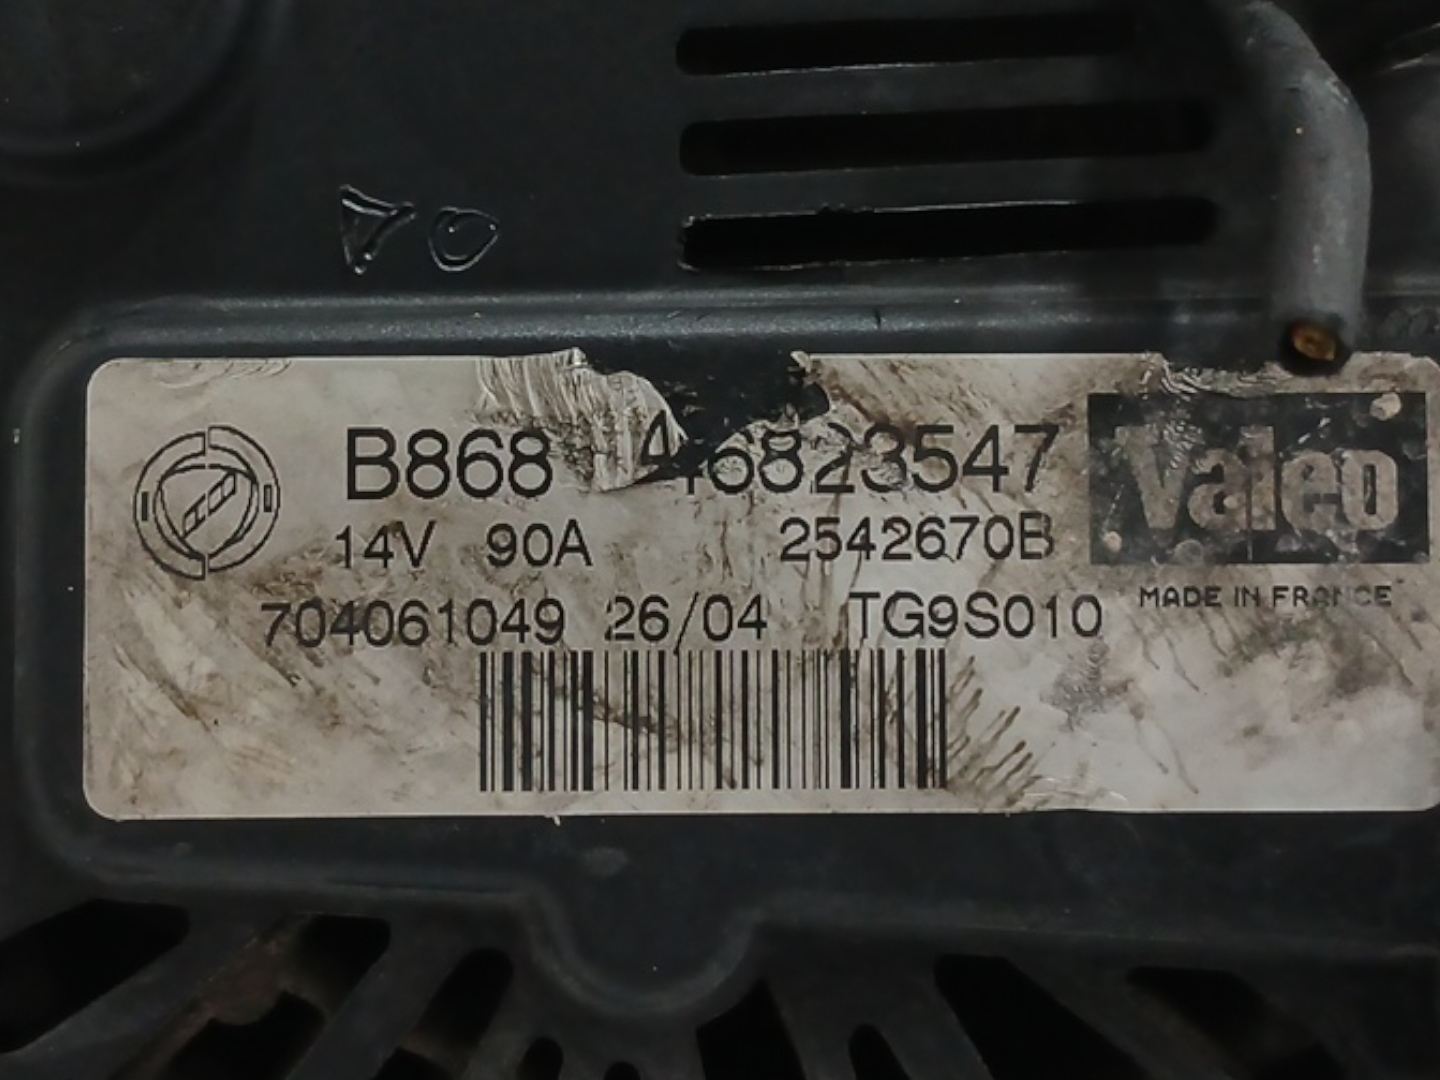 B868 A 46823547
Valeo
14V 90A 2542670B
MADE IN FRANCE
704061049 26/04 TG9S010